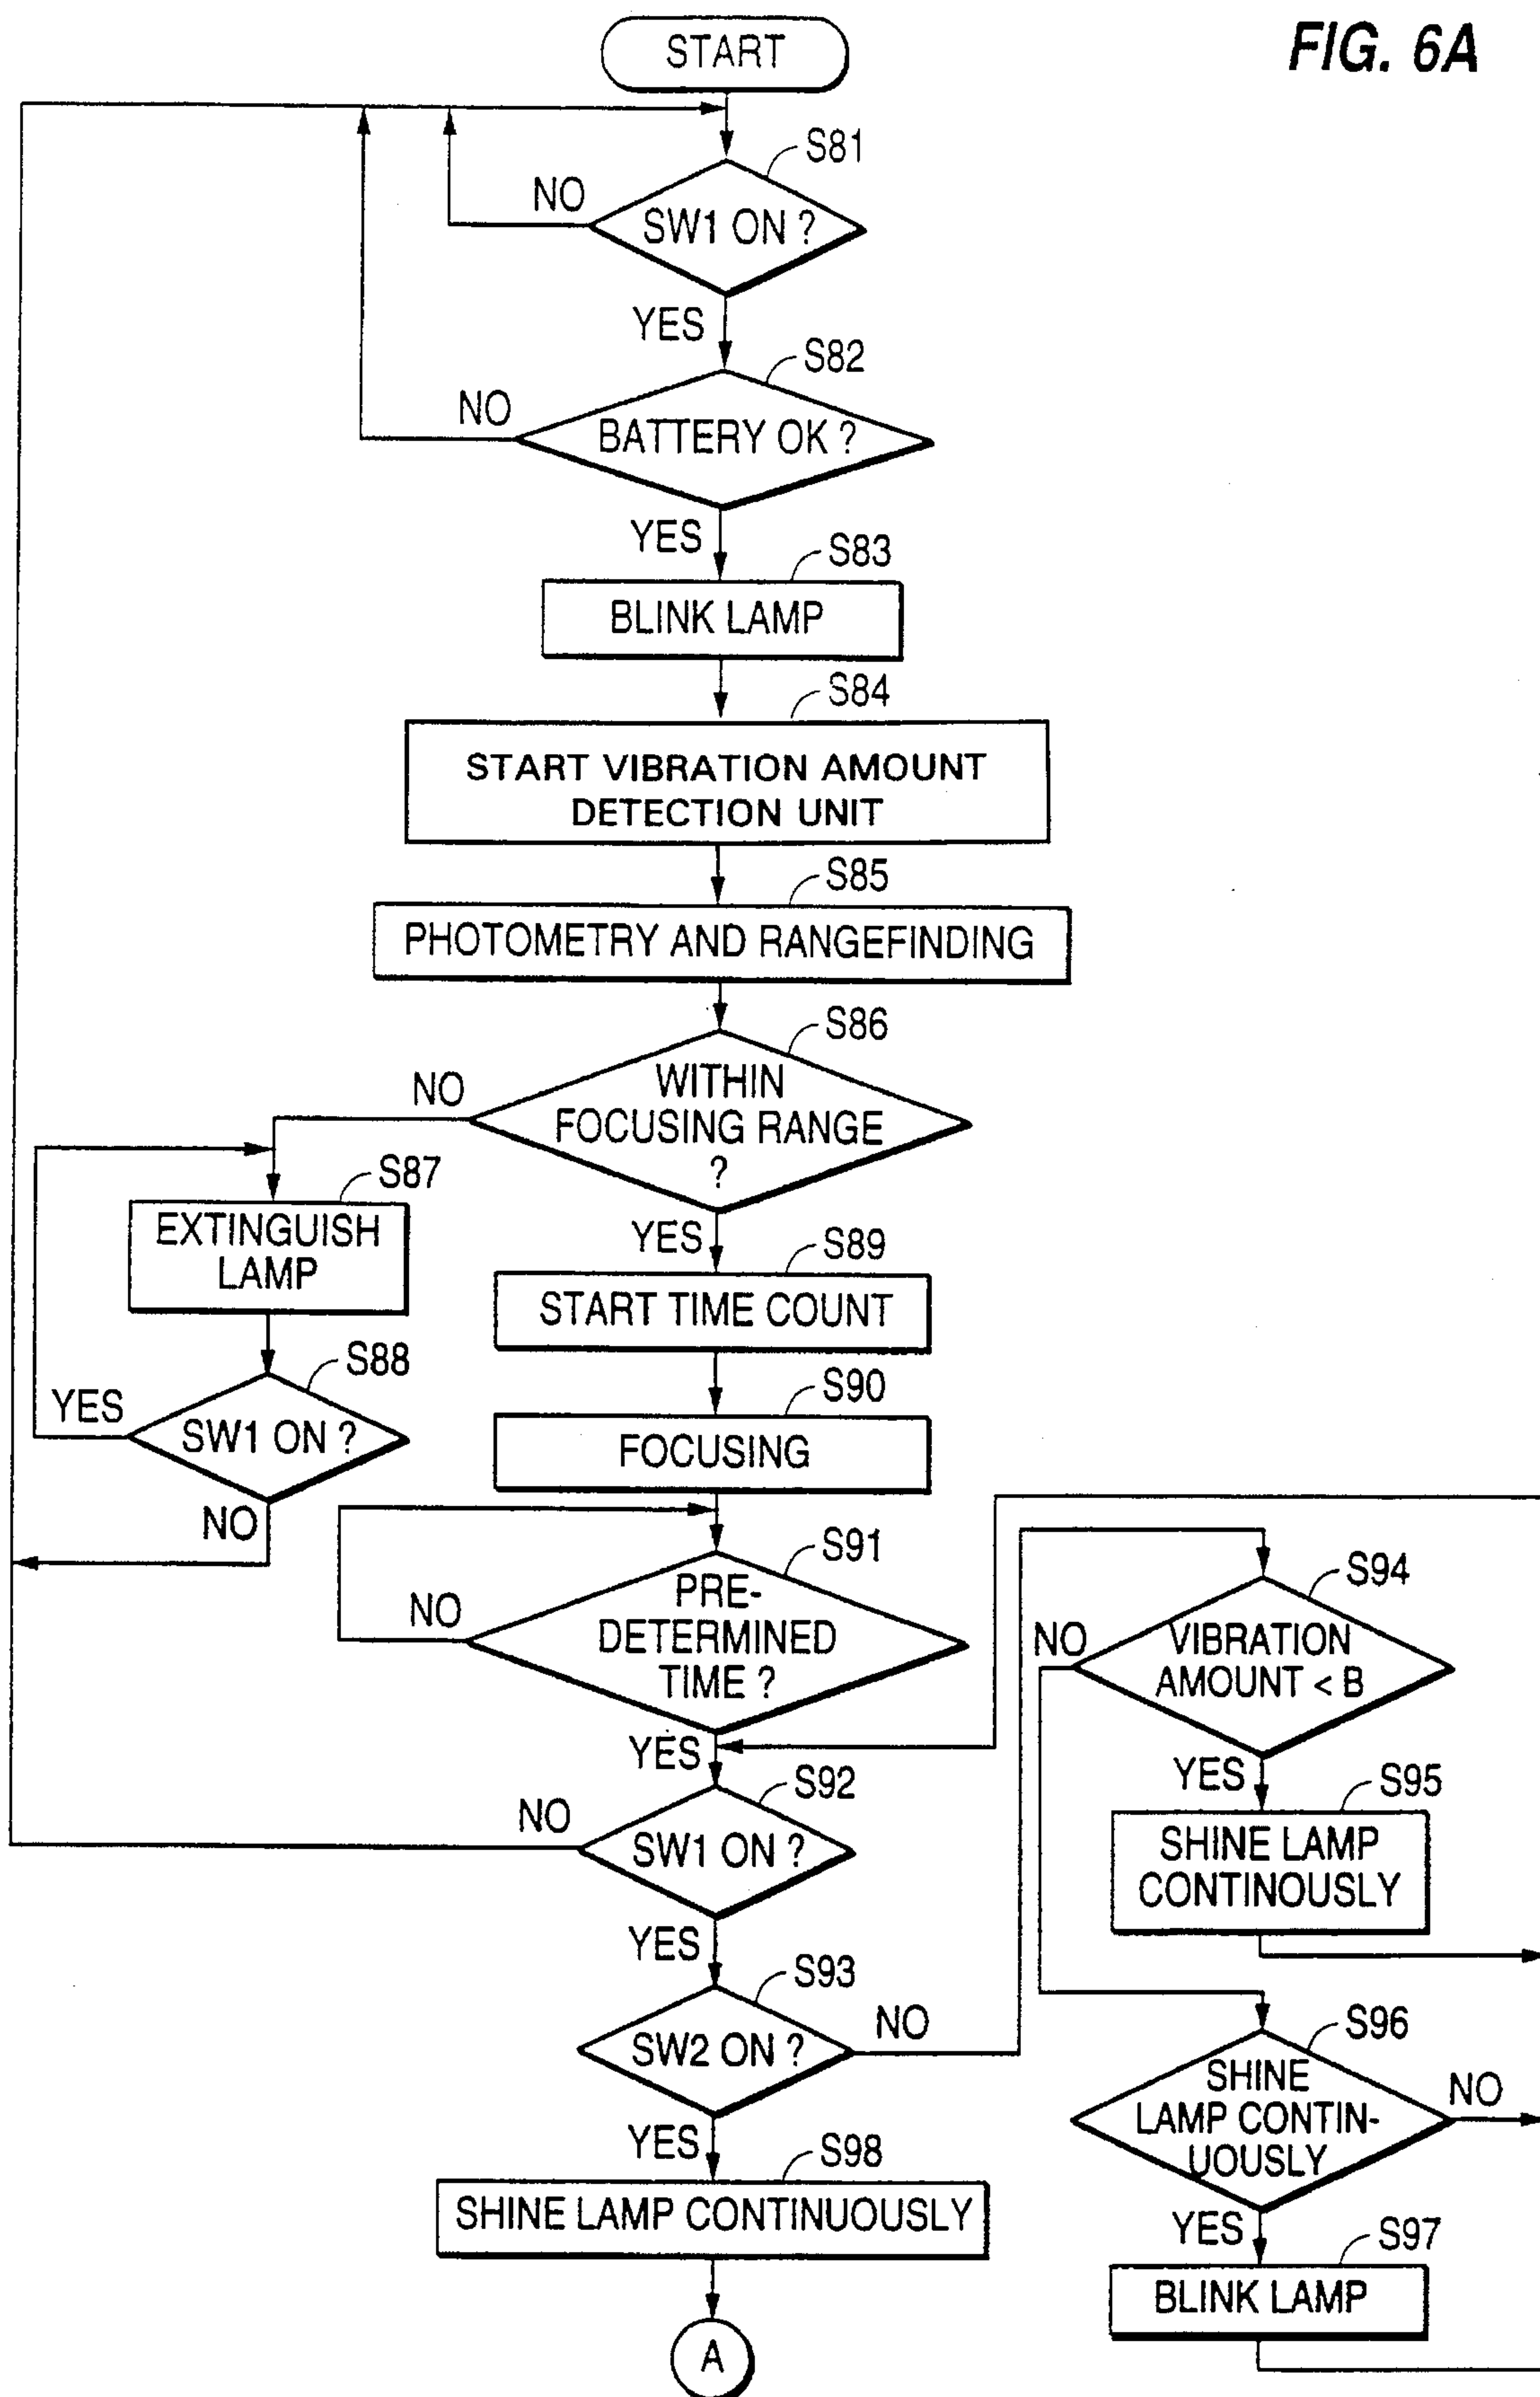 FIG. 6A
START
S81
NO
SW1 ON ?
YES
S82
NO
BATTERY OK ?
YES
S83
BLINK LAMP
S84
START VIBRATION AMOUNT
DETECTION UNIT
S85
PHOTOMETRY AND RANGEFINDING
S86
NO
WITHIN
FOCUSING RANGE
?
S87
EXTINGUISH
LAMP
S88
YES
SW1 ON ?
NO
YES
S89
START TIME COUNT
S90
FOCUSING
S91
NO
PRE-
DETERMINED
TIME ?
YES
S92
NO
SW1 ON ?
YES
S93
SW2 ON ?
NO
YES
S98
SHINE LAMP CONTINUOUSLY
A
S94
NO
VIBRATION
AMOUNT < B
YES
S95
SHINE LAMP
CONTINOUSLY
S96
SHINE
LAMP CONTIN-
UOUSLY
NO
YES
S97
BLINK LAMP